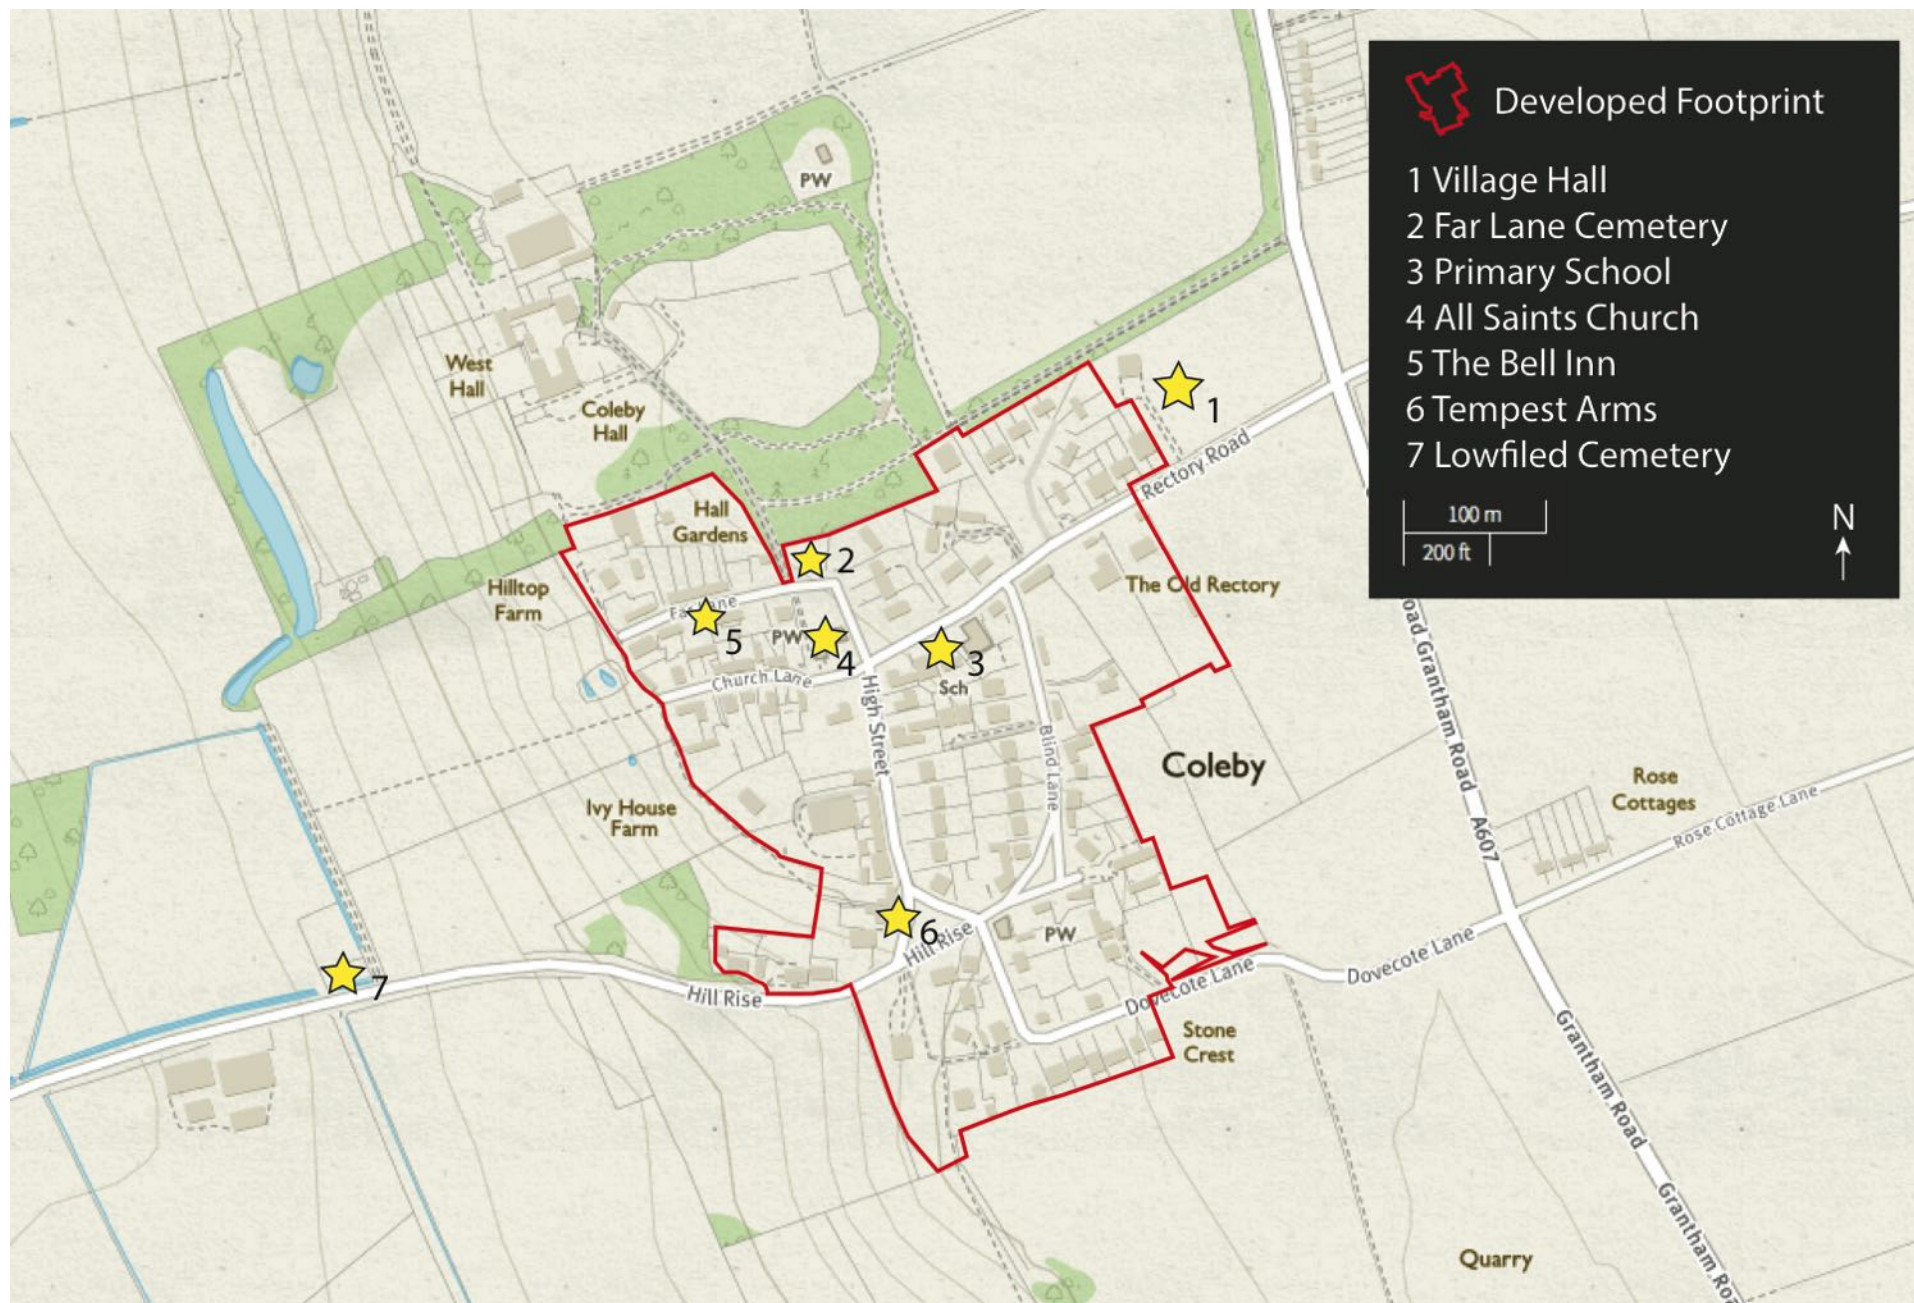 Developed Footprint
1 Village Hall
2 Far Lane Cemetery
3 Primary School
4 All Saints Church
5 The Bell Inn
6 Tempest Arms
7 Lowfiled Cemetery
100 m
200 ft
N
PW
West
Hall
Coleby
Hall
1
Rectory Road
Hall
Gardens
2
Hilltop
Farm
The Old Rectory
Lane
5
PW
4
3
Sch
Church Lane
High Street
Blind Lane
Coleby
Road Grantham Road
A607
Rose
Cottages
Rose Cottage Lane
Ivy House
Farm
6
Hill Rise
PW
7
Hill Rise
Dovecote Lane
Dovecote Lane
Stone
Crest
Grantham Road
Grantham
Quarry